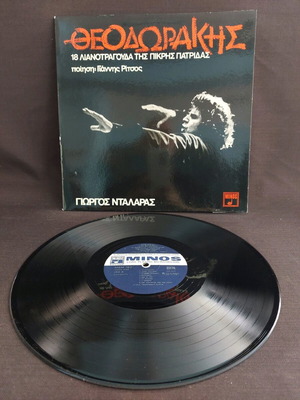 ΘΕΟΔΩΡΑΚΗΣ
18 ΛΙΑΝΟΤΡΑΓΟΥΔΑ ΤΗΣ ΠΙΚΡΗΣ ΠΑΤΡΙΔΑΣ
ποίηση: Γιάννης Ρίτσος
ΓΙΩΡΓΟΣ ΝΤΑΛΑΡΑΣ
MINOS